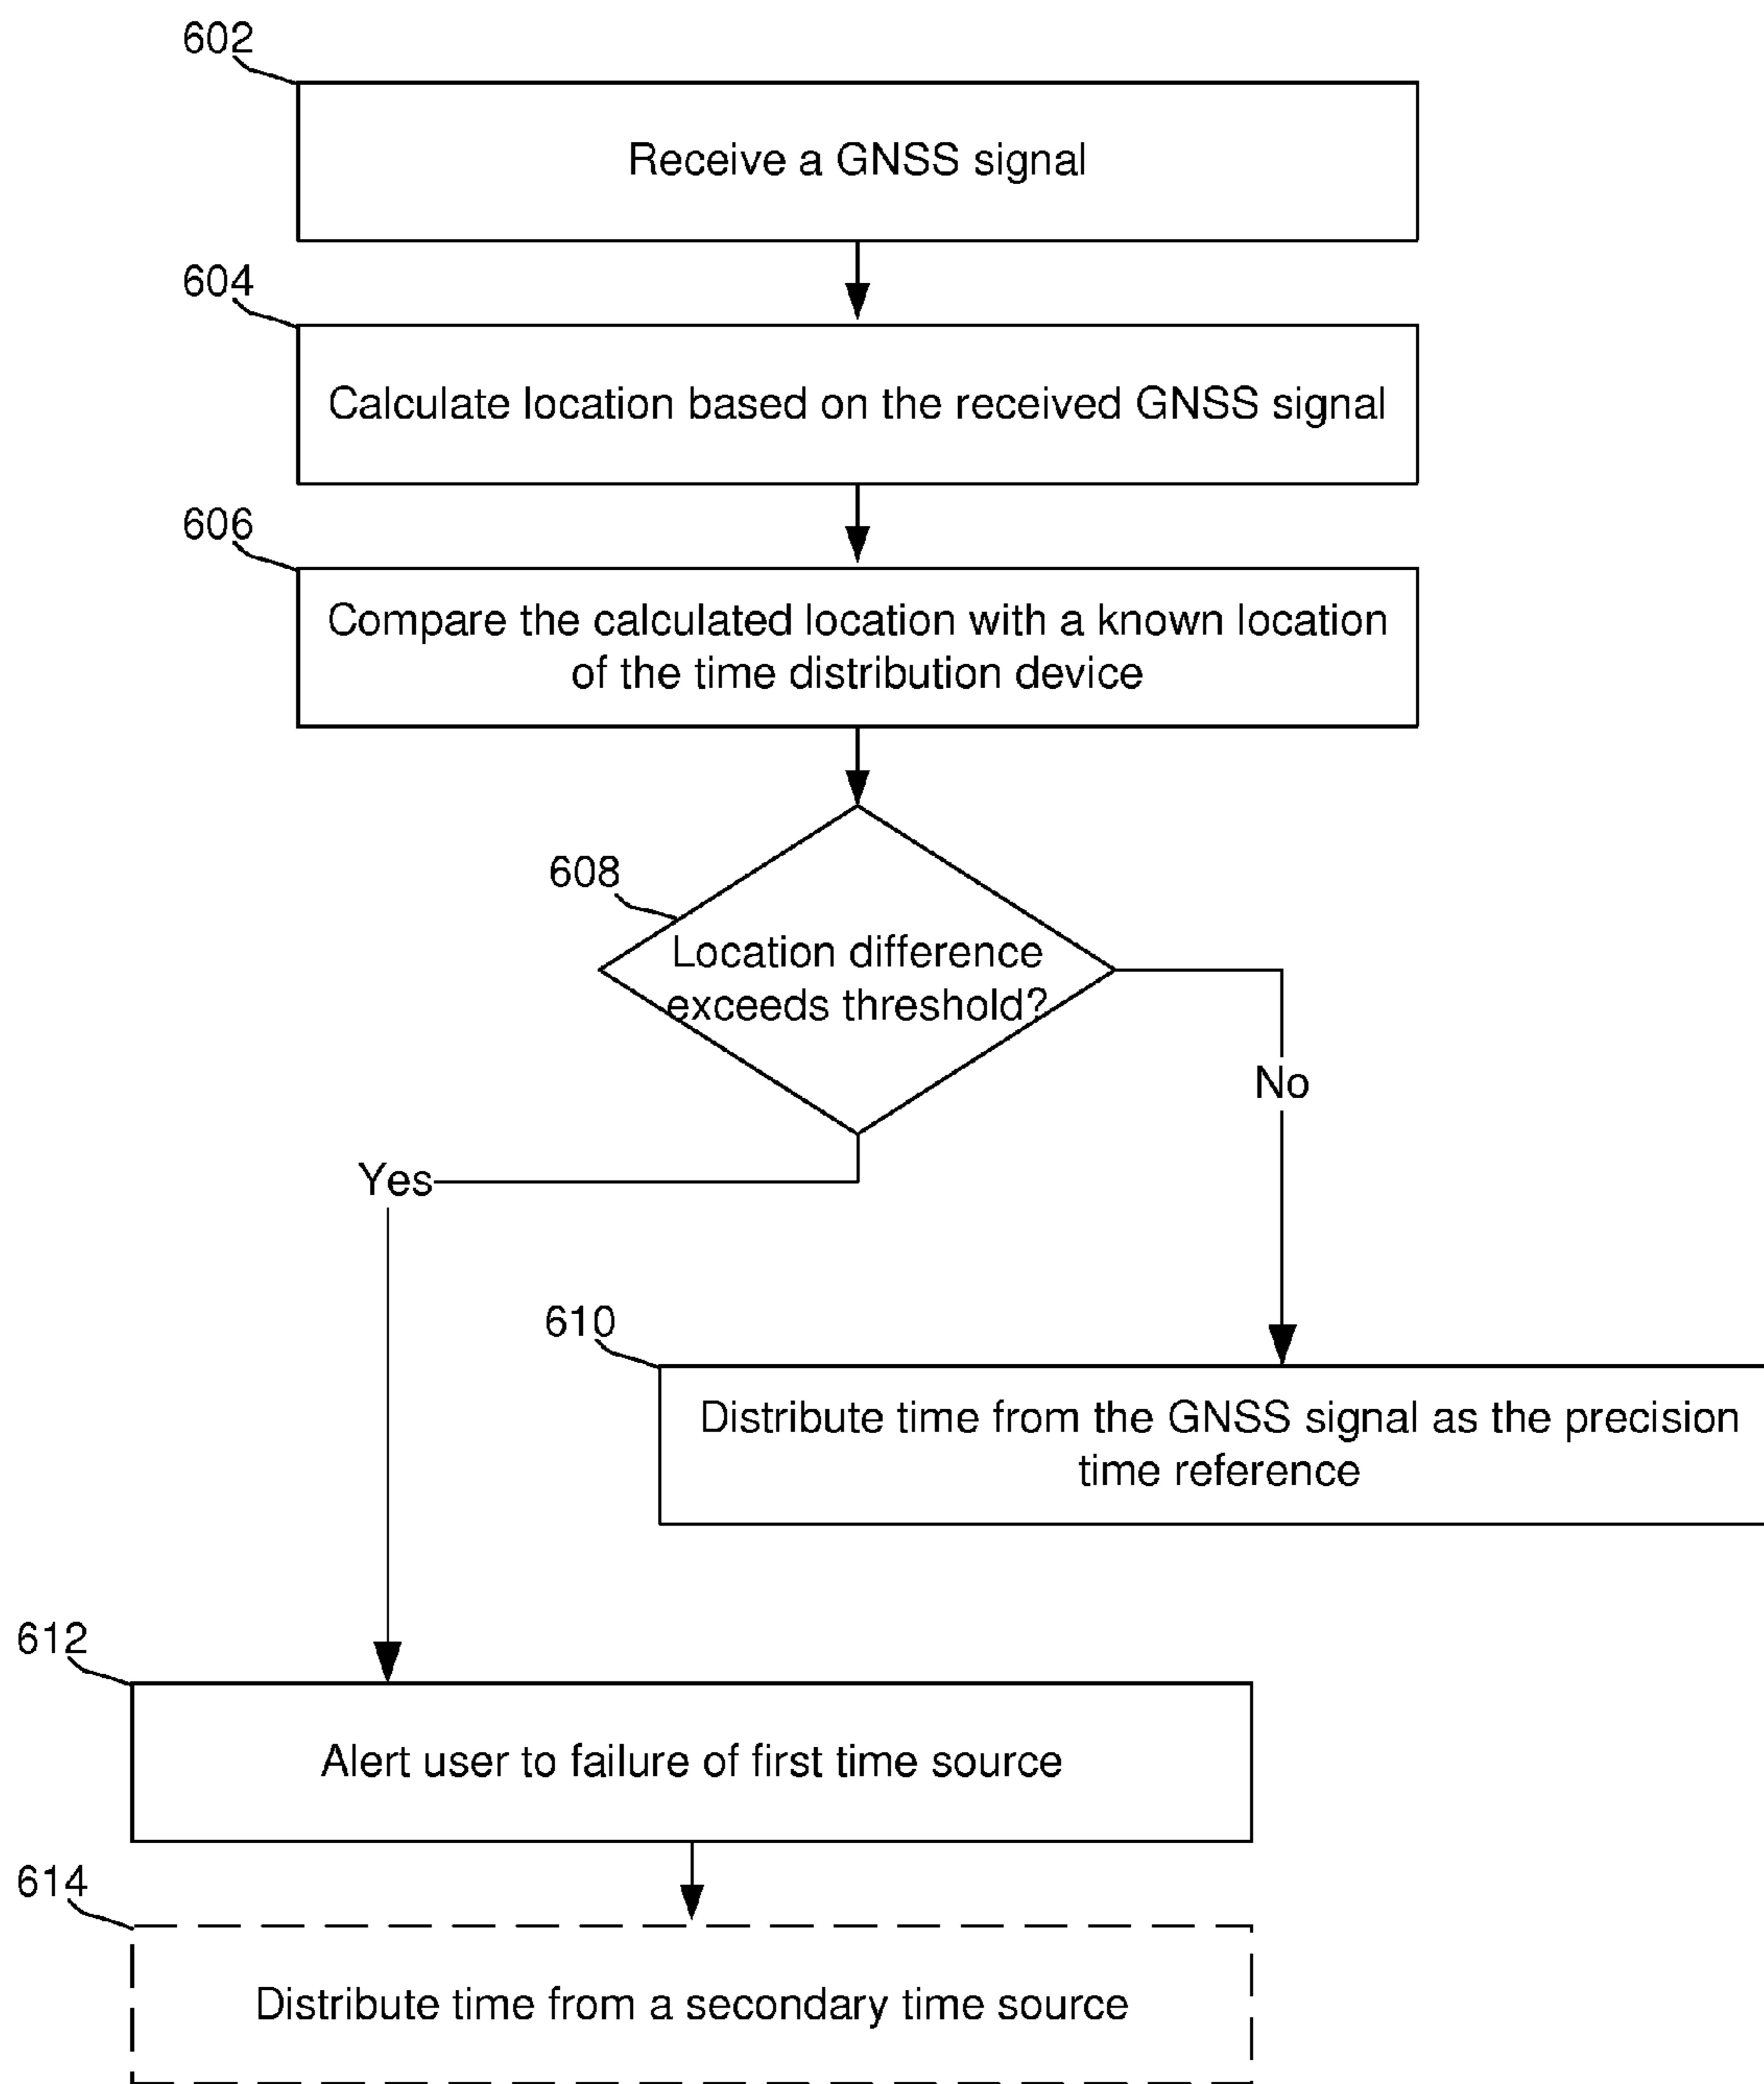 602
Receive a GNSS signal
604
Calculate location based on the received GNSS signal
606
Compare the calculated location with a known location
of the time distribution device
608
Location difference
exceeds threshold?
No
Yes
610
Distribute time from the GNSS signal as the precision
time reference
612
Alert user to failure of first time source
614
Distribute time from a secondary time source